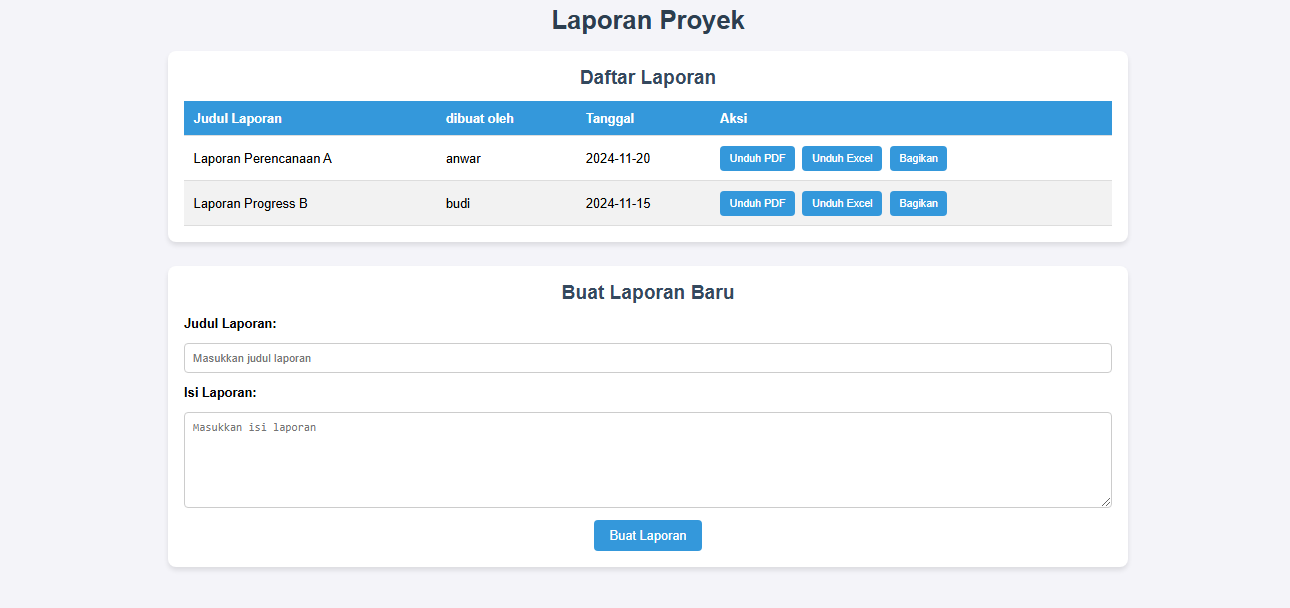 Laporan Proyek
Daftar Laporan
Judul Laporan dibuat oleh Tanggal Aksi
Laporan Perencanaan A anwar 2024-11-20 Unduh PDF Unduh Excel Bagikan
Laporan Progress B budi 2024-11-15 Unduh PDF Unduh Excel Bagikan
Buat Laporan Baru
Judul Laporan:
Masukkan judul laporan
Isi Laporan:
Masukkan isi laporan
Buat Laporan